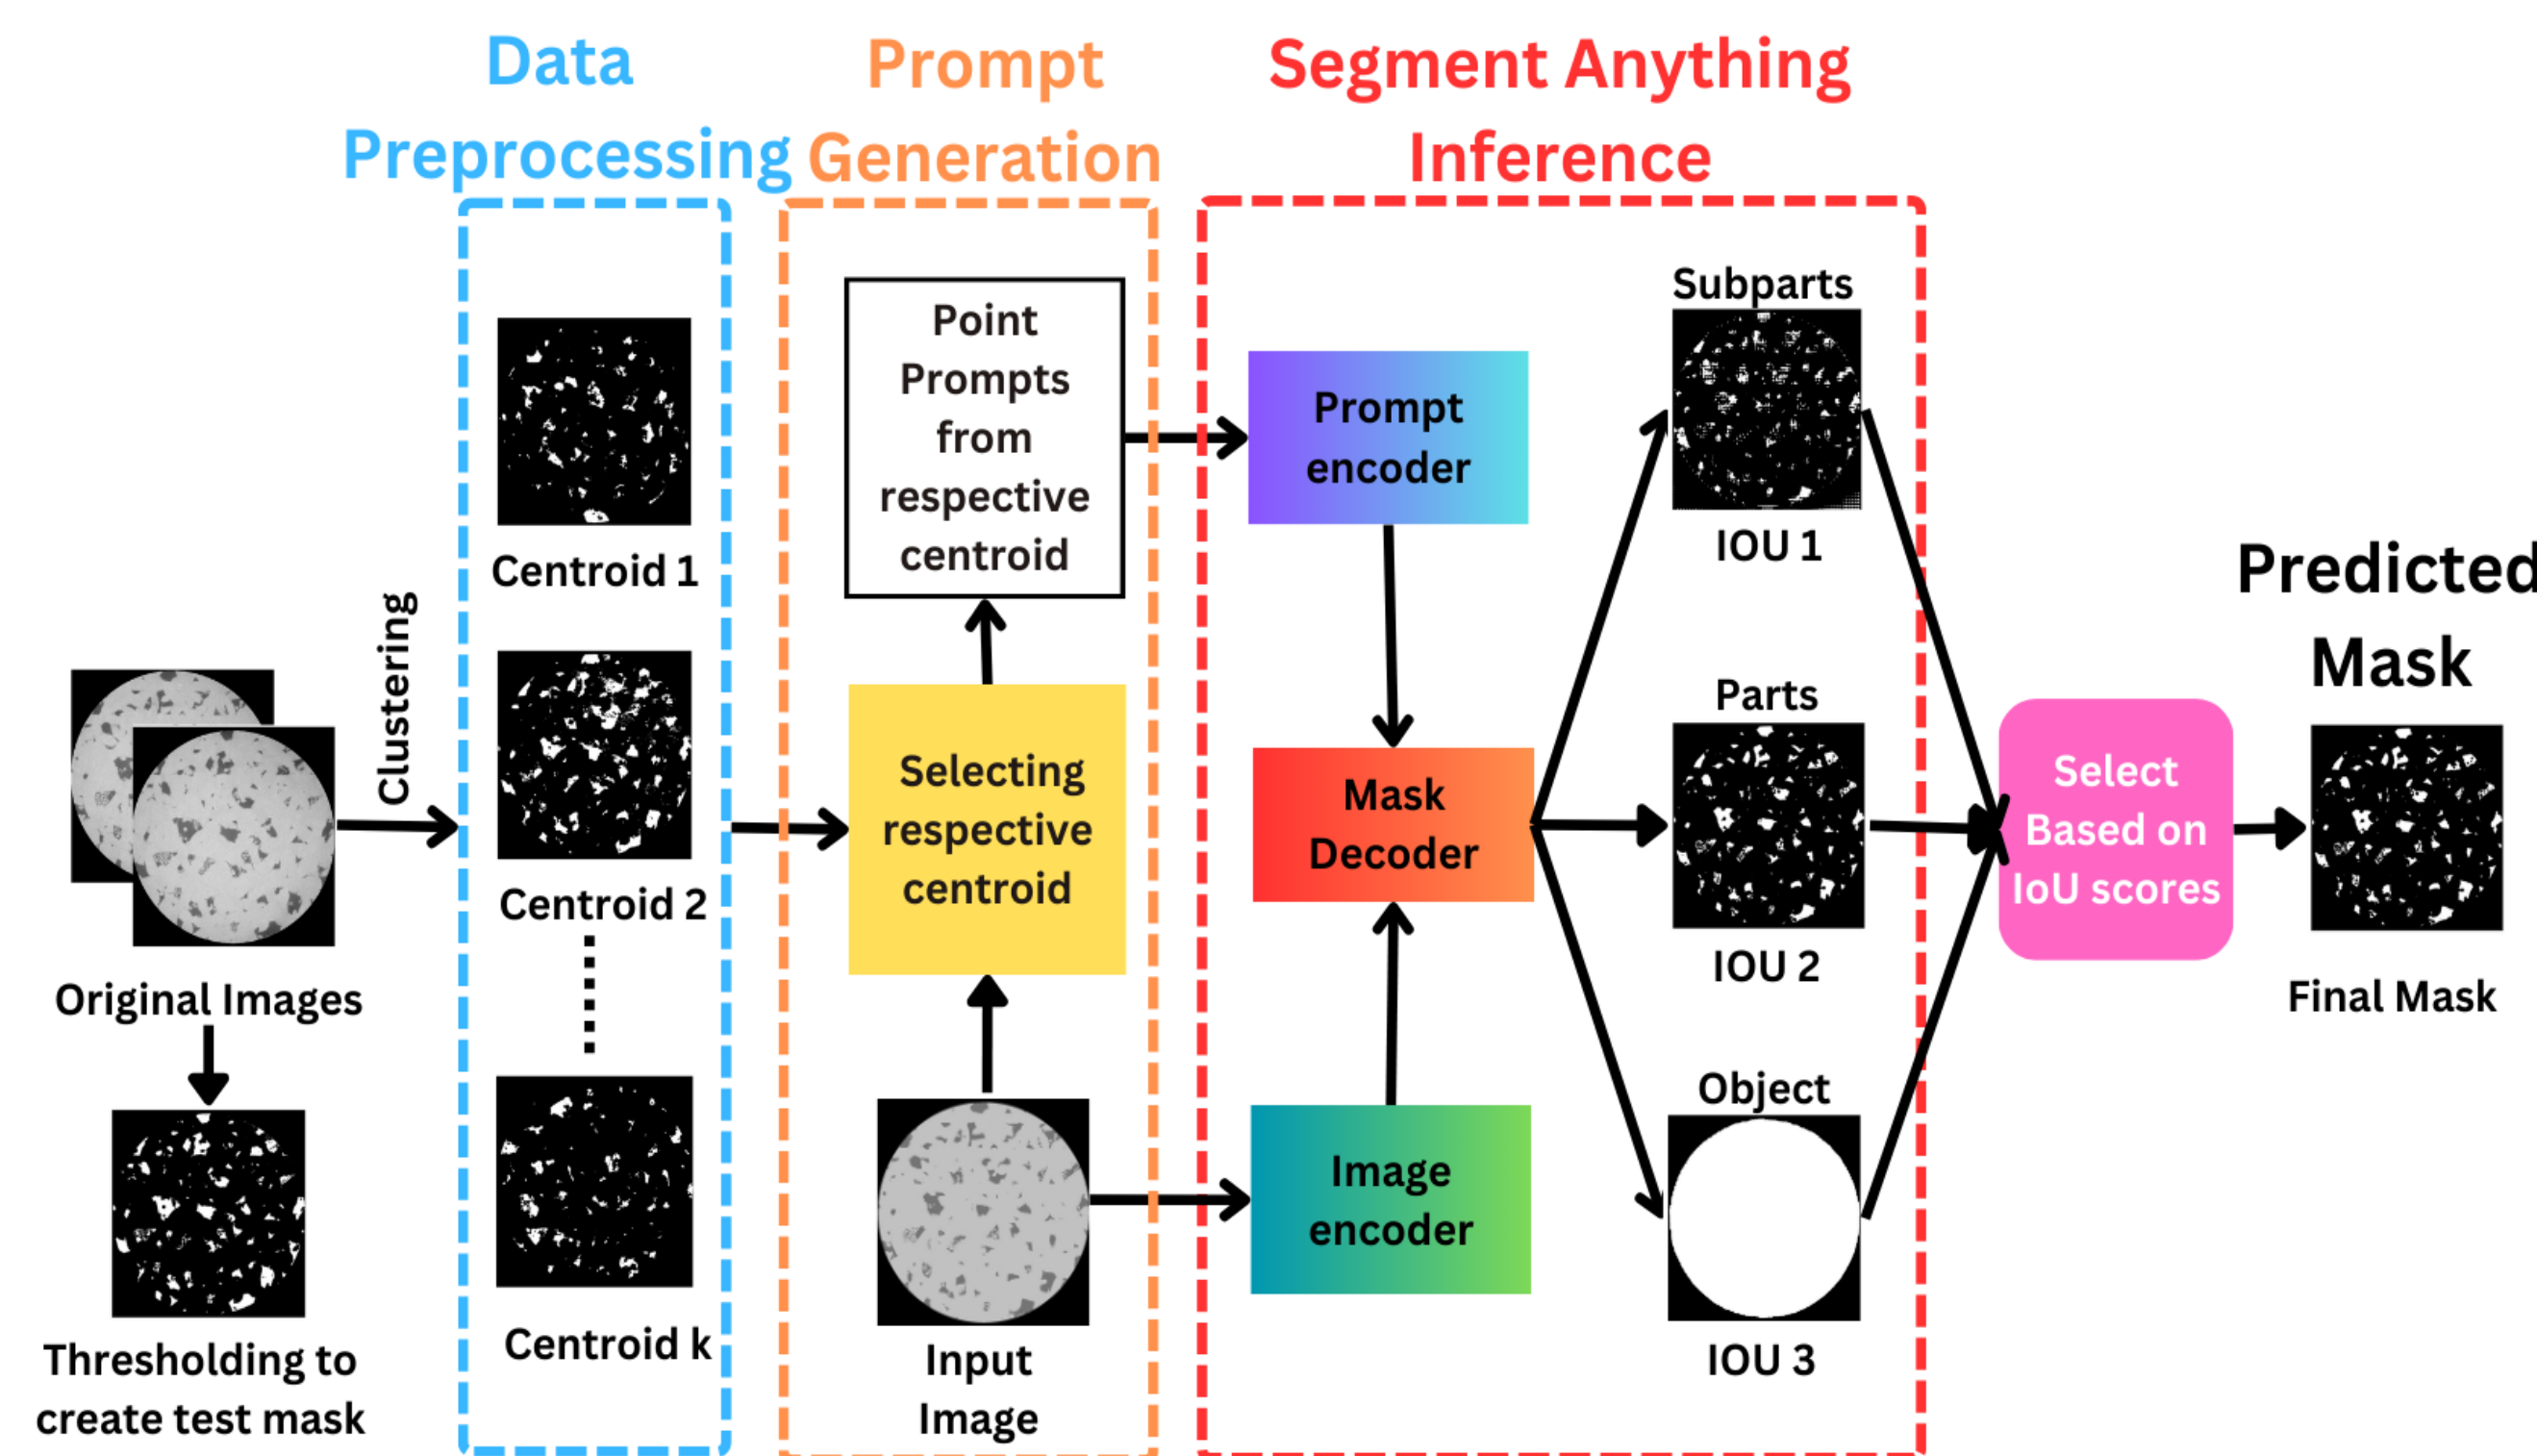 Data
Preprocessing
Prompt
Generation
Segment Anything
Inference
Clustering
Original Images
Thresholding to
create test mask
Centroid 1
Centroid 2
Centroid k
Point
Prompts
from
respective
centroid
Selecting
respective
centroid
Input
Image
Prompt
encoder
Mask
Decoder
Image
encoder
Subparts
IOU 1
Parts
IOU 2
Object
IOU 3
Select
Based on
IoU scores
Predicted
Mask
Final Mask